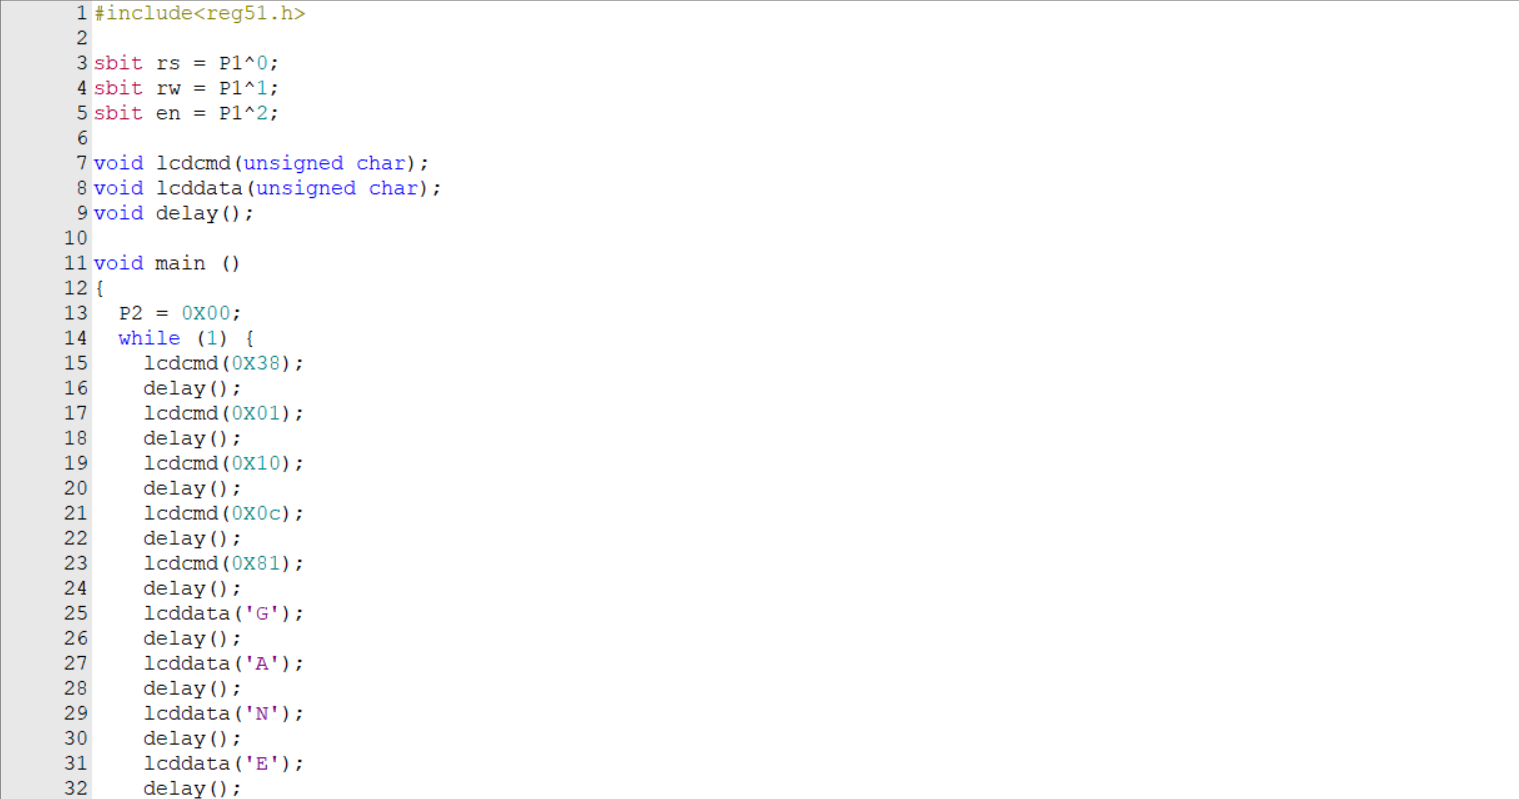 1 #include<reg51.h>
2
3 sbit rs = P1^0;
4 sbit rw = P1^1;
5 sbit en = P1^2;
6
7 void lcdcmd(unsigned char);
8 void lcddata(unsigned char);
9 void delay();
10
11 void main ()
12 {
13   P2 = 0X00;
14   while (1) {
15     lcdcmd(0X38);
16     delay();
17     lcdcmd(0X01);
18     delay();
19     lcdcmd(0X10);
20     delay();
21     lcdcmd(0X0c);
22     delay();
23     lcdcmd(0X81);
24     delay();
25     lcddata('G');
26     delay();
27     lcddata('A');
28     delay();
29     lcddata('N');
30     delay();
31     lcddata('E');
32     delay();